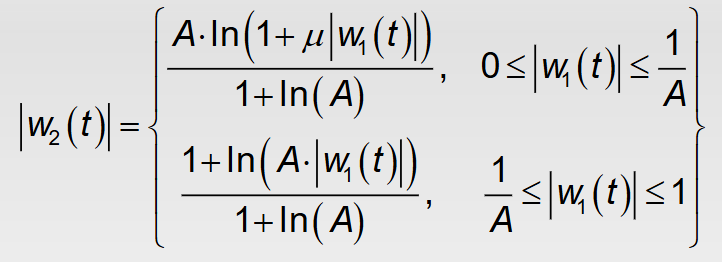 |w₂(t)| = { A·ln(1+ μ|w₁(t)|) / 1+ln(A) , 0≤|w₁(t)|≤ 1/A
1+ln(A·|w₁(t)|) / 1+ln(A) , 1/A ≤|w₁(t)|≤1 }